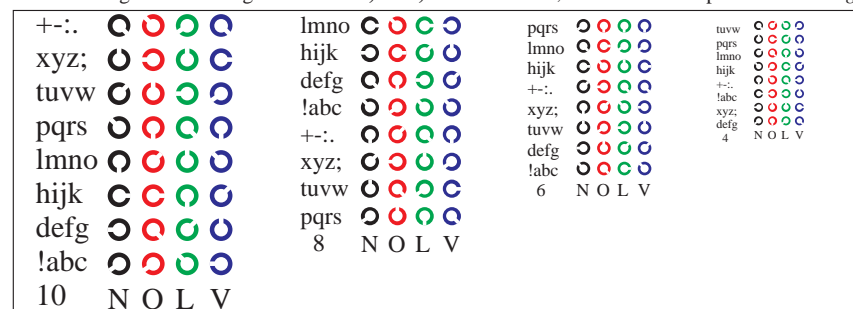 +-:.
xyz;
tuvw
pqrs
lmno
hijk
defg
!abc
10 N O L V
lmno
hijk
defg
!abc
+-:.
xyz;
tuvw
pqrs
8 N O L V
pqrs
lmno
hijk
+-:.
xyz;
tuvw
defg
!abc
6 N O L V
tuvw
pqrs
lmno
hijk
+-:.
!abc
xyz;
defg
4 N O L V